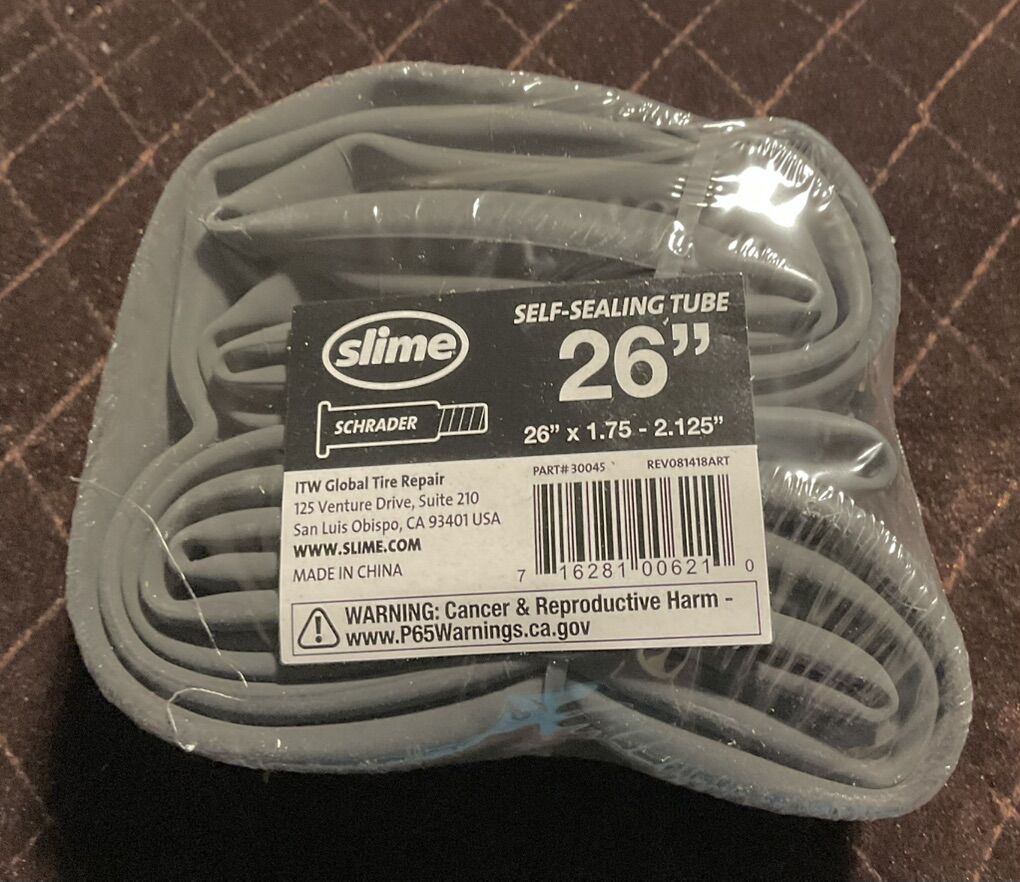 slime
SELF-SEALING TUBE
26”
SCHRADER
26” x 1.75 - 2.125”
ITW Global Tire Repair
125 Venture Drive, Suite 210
San Luis Obispo, CA 93401 USA
WWW.SLIME.COM
MADE IN CHINA
PART# 30045
REV081418ART
7 16281 00621 0
WARNING: Cancer & Reproductive Harm -
www.P65Warnings.ca.gov